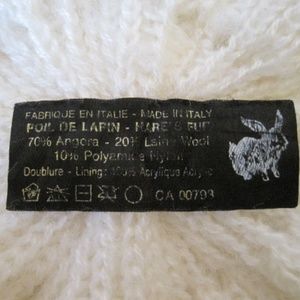 FABRIQUE EN ITALIE - MADE IN ITALY
POIL DE LAPIN - HARE'S FUR
70% Angora - 20% Laine Wool
10% Polyamide Nylon
Doublure - Lining: 100% Acrylique Acrylic
CA 00793